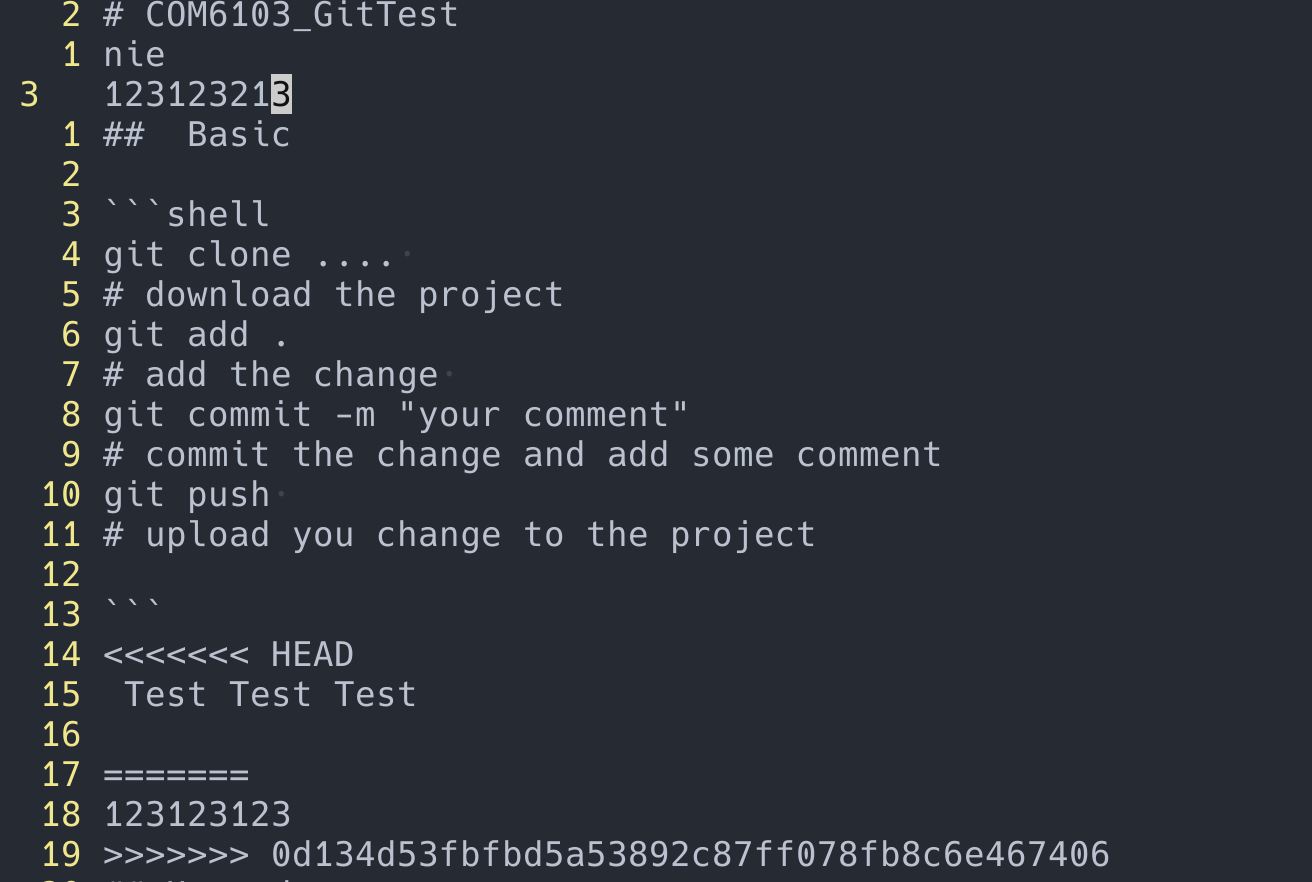 2 # COM6103_GitTest
1 nie
3 123123213
1 ##  Basic
2
3 ```shell
4 git clone ....
5 # download the project
6 git add .
7 # add the change
8 git commit -m "your comment"
9 # commit the change and add some comment
10 git push
11 # upload you change to the project
12
13 ```
14 <<<<<<< HEAD
15  Test Test Test
16
17 =======
18 123123123
19 >>>>>>> 0d134d53fbfbd5a53892c87ff078fb8c6e467406